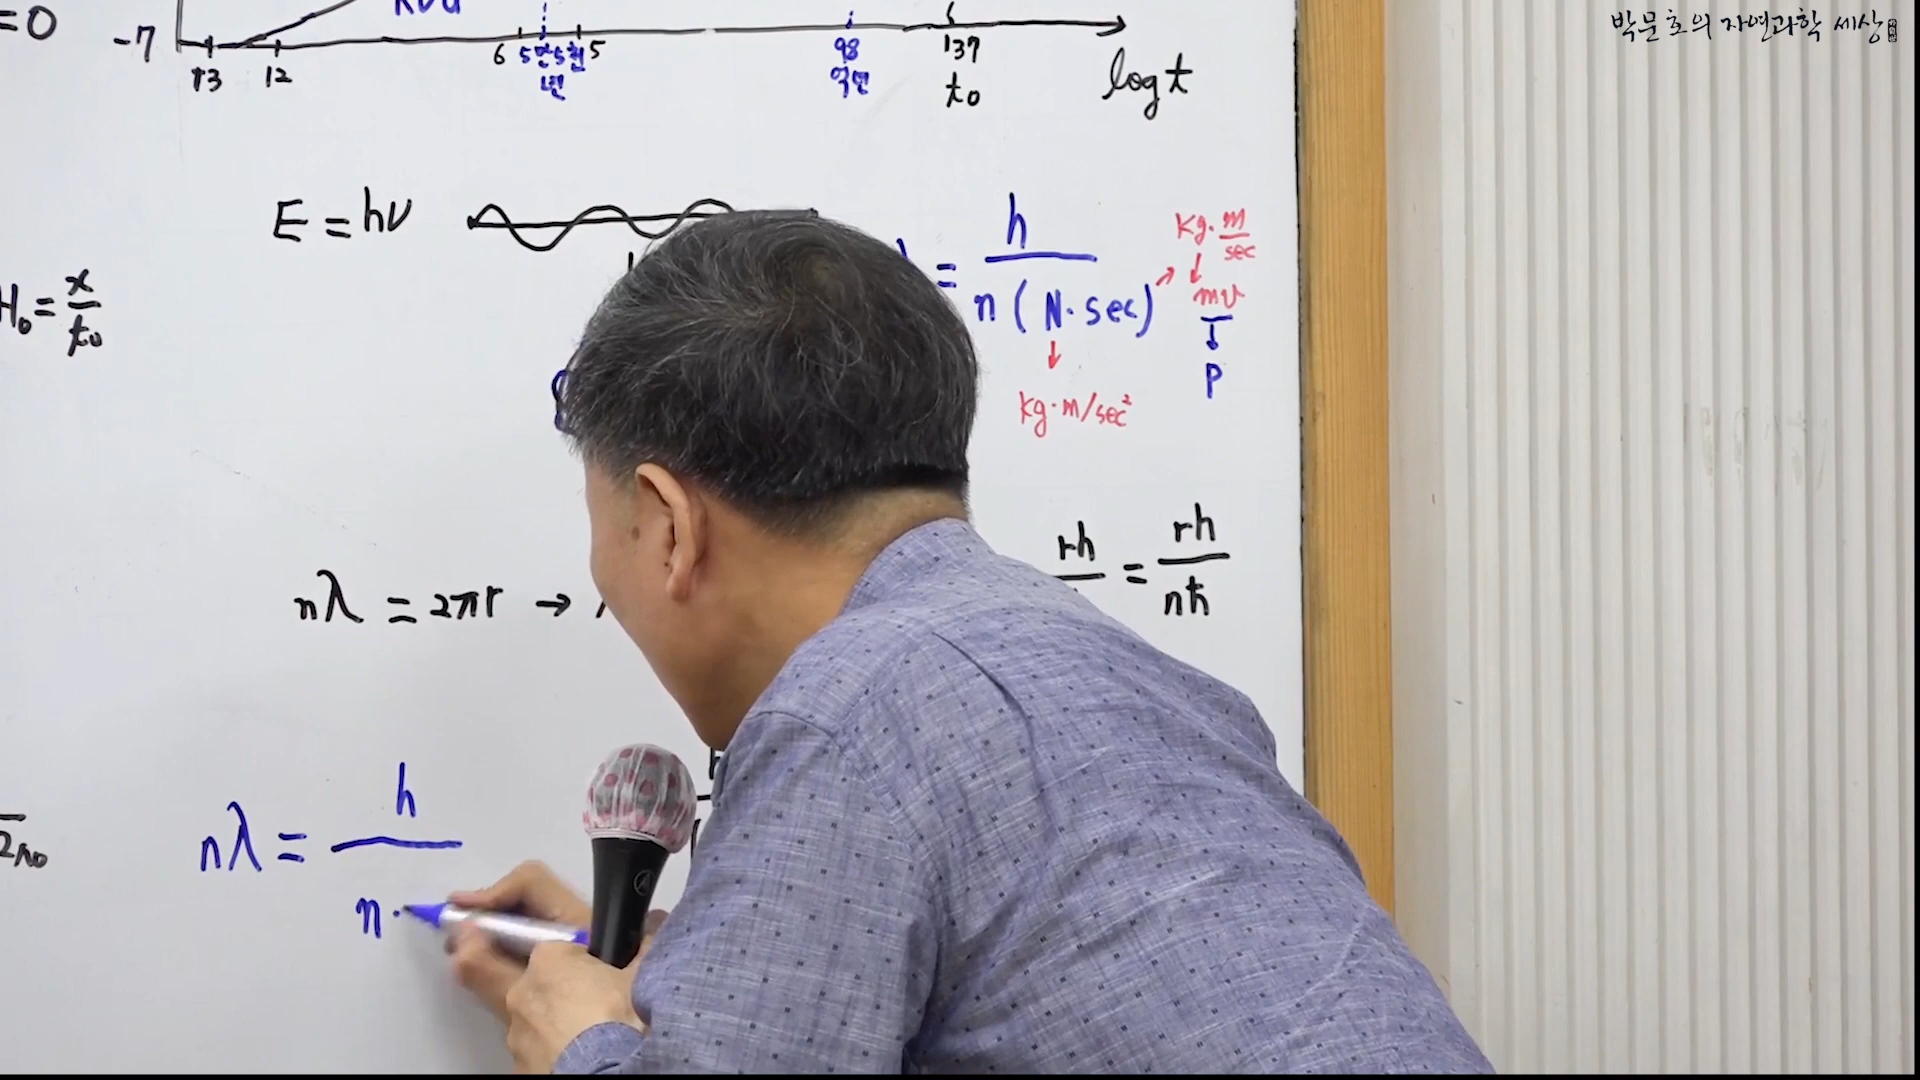 박문호의 자연과학 세상
=0
-7
13 12 6 5만5천년 5 98억년 137
t₀
log t
E = hν
= h / n ( N · sec )
kg · m / sec
mv
P
kg · m / sec²
H₀ = x / t₀
nλ = 2πr →
rh = rh / nħ
nλ = h / n ·